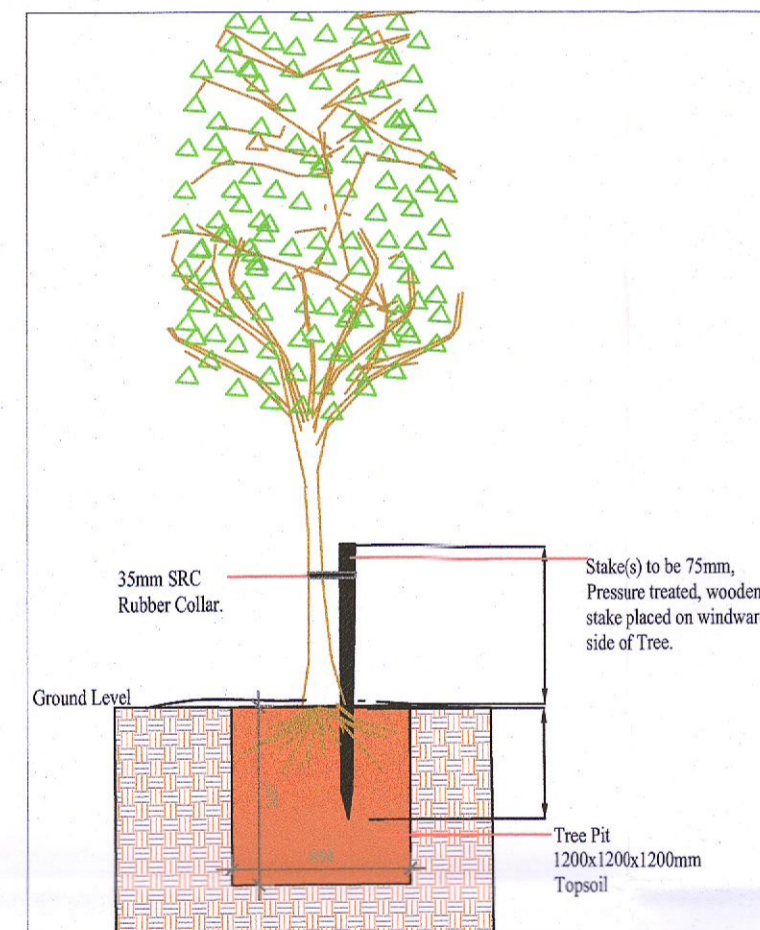 35mm SRC
Rubber Collar.
Stake(s) to be 75mm,
Pressure treated, wooden
stake placed on windwar
side of Tree.
Ground Level
Tree Pit
1200x1200x1200mm
Topsoil